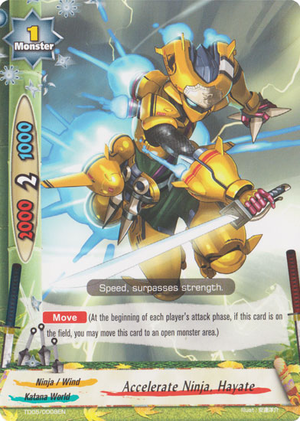 1
Monster
2000 2 1000
Speed, surpasses strength.
Move (At the beginning of each player's attack phase, if this card is on
the field, you may move this card to an open monster area.)
Ninja / Wind
Katana World
Accelerate Ninja, Hayate